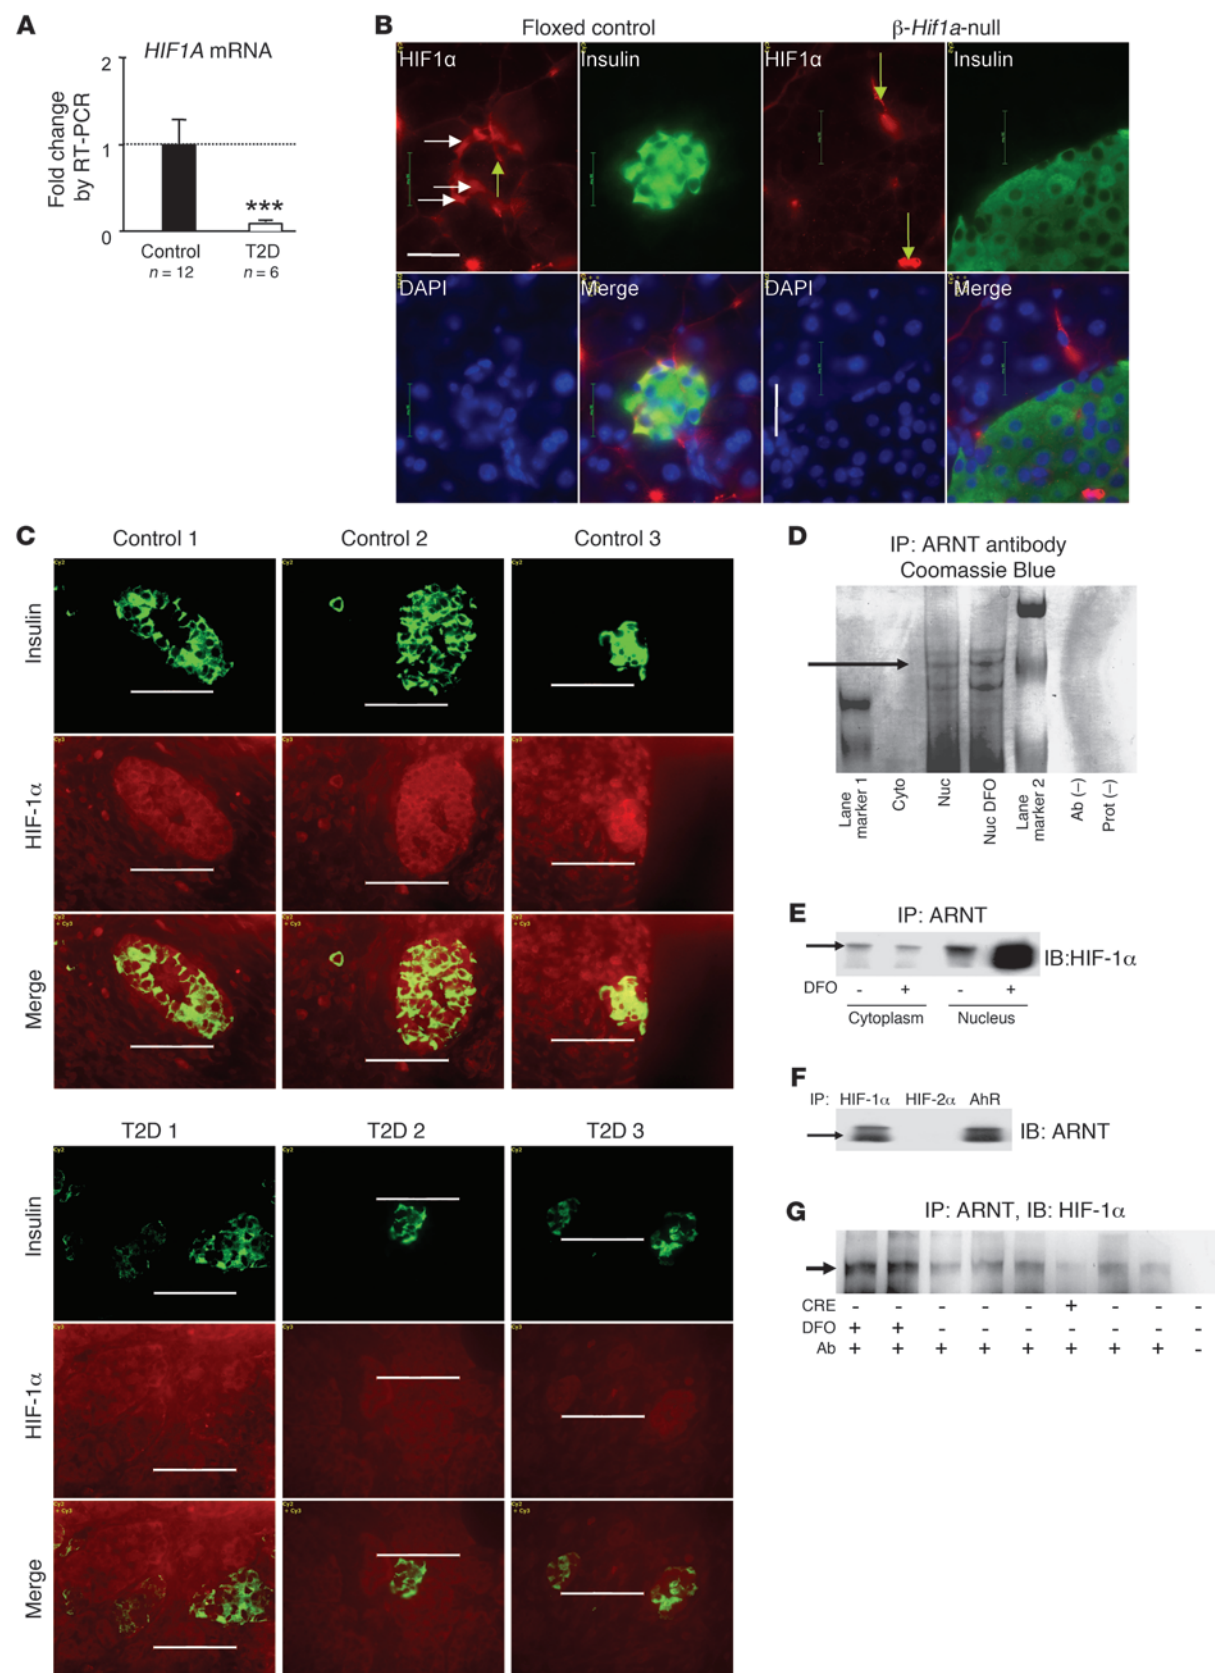 A
HIF1A mRNA
Fold change
by RT-PCR
2
1
0
***
Control
T2D
n = 12
n = 6
B
Floxed control
β-Hif1a-null
HIF1α
Insulin
HIF1α
Insulin
DAPI
Merge
DAPI
Merge
C
Control 1
Control 2
Control 3
Insulin
HIF-1α
Merge
T2D 1
T2D 2
T2D 3
Insulin
HIF-1α
Merge
D
IP: ARNT antibody
Coomassie Blue
Lane
marker 1
Cyto
Nuc
Nuc DFO
Lane
marker 2
Ab (–)
Prot (–)
E
IP: ARNT
IB:HIF-1α
DFO - + - +
Cytoplasm Nucleus
F
IP: HIF-1α HIF-2α AhR
IB: ARNT
G
IP: ARNT, IB: HIF-1α
CRE - - - - - + - - -
DFO + + - - - - - - -
Ab + + + + + + + + -